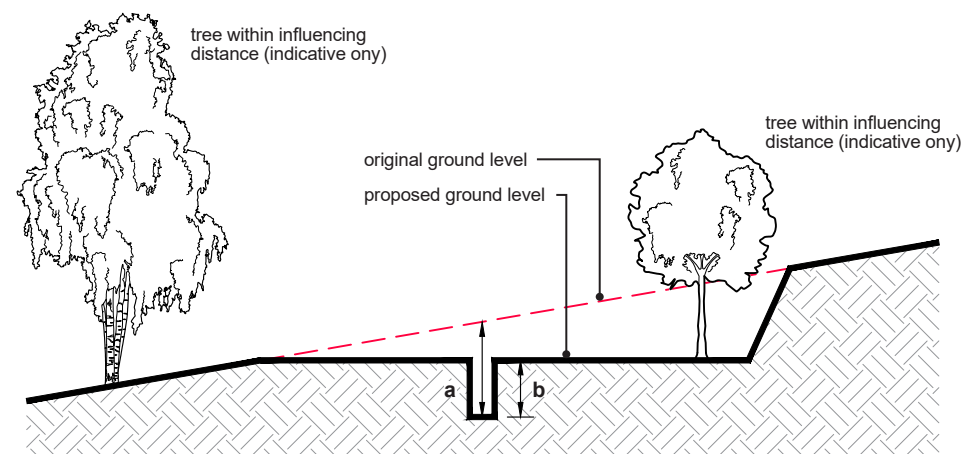 tree within influencing
distance (indicative ony)
tree within influencing
distance (indicative ony)
original ground level
proposed ground level
a
b